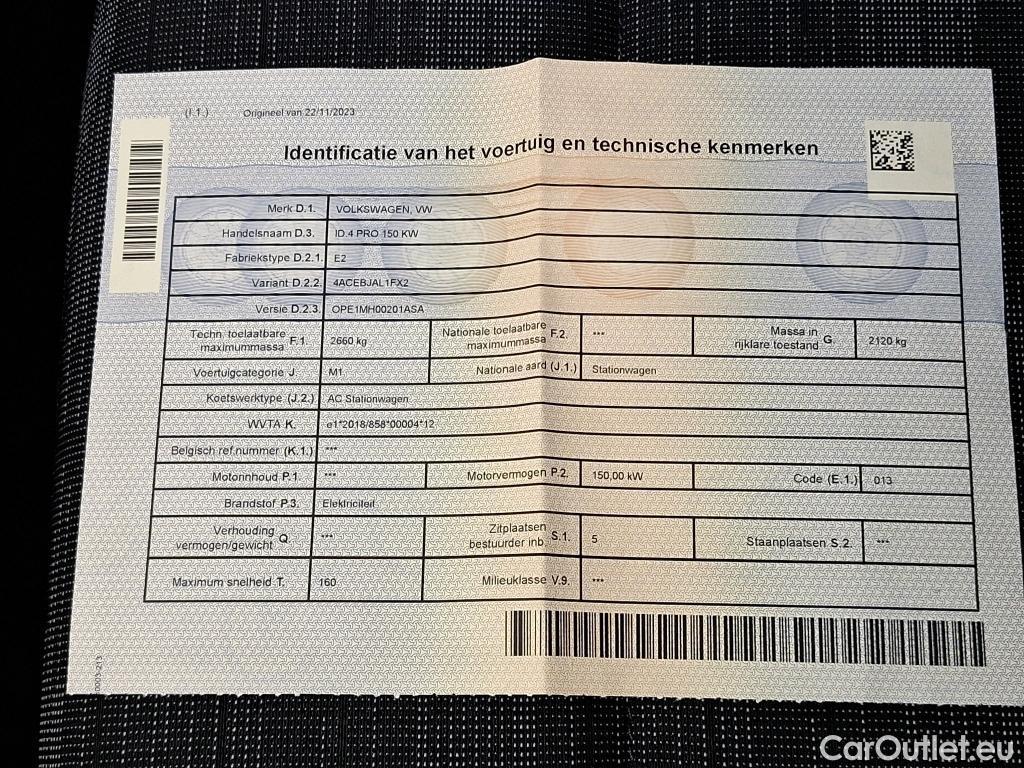 (I.1.) Origineel van 22/11/2023
Identificatie van het voertuig en technische kenmerken
Merk D.1. VOLKSWAGEN, VW
Handelsnaam D.3. ID.4 PRO 150 KW
Fabriekstype D.2.1. E2
Variant D.2.2. 4ACEBJAL1FX2
Versie D.2.3. OPE1MH00201ASA
Techn. toelaatbare maximummassa F.1. 2660 kg Nationale toelaatbare maximummassa F.2. *** Massa in rijklare toestand G. 2120 kg
Voertuigcategorie J. M1 Nationale aard (J.1.) Stationwagen
Koetswerktype (J.2.) AC Stationwagen
WVTA K. e1*2018/858*00004*12
Belgisch ref.nummer (K.1.) ***
Motorinhoud P.1. *** Motorvermogen P.2. 150,00 kW Code (E.1.) 013
Brandstof P.3. Elektriciteit
Verhouding vermogen/gewicht Q *** Zitplaatsen bestuurder inb. S.1. 5 Staanplaatsen S.2. ***
Maximum snelheid T. 160 Milieuklasse V.9. ***
CarOutlet.eu